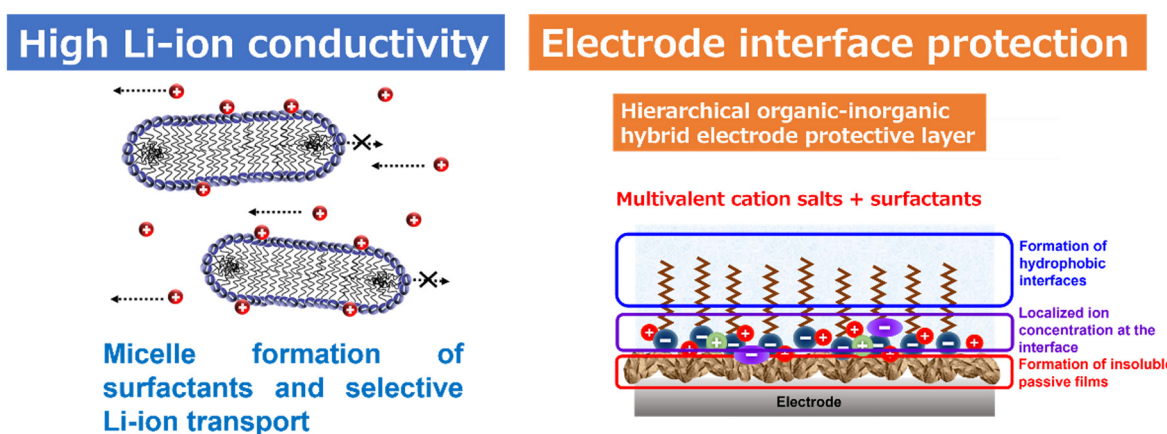 High Li-ion conductivity
Micelle formation of
surfactants and selective
Li-ion transport
Electrode interface protection
Hierarchical organic-inorganic
hybrid electrode protective layer
Multivalent cation salts + surfactants
Formation of
hydrophobic
interfaces
Localized ion
concentration at the
interface
Formation of insoluble
passive films
Electrode